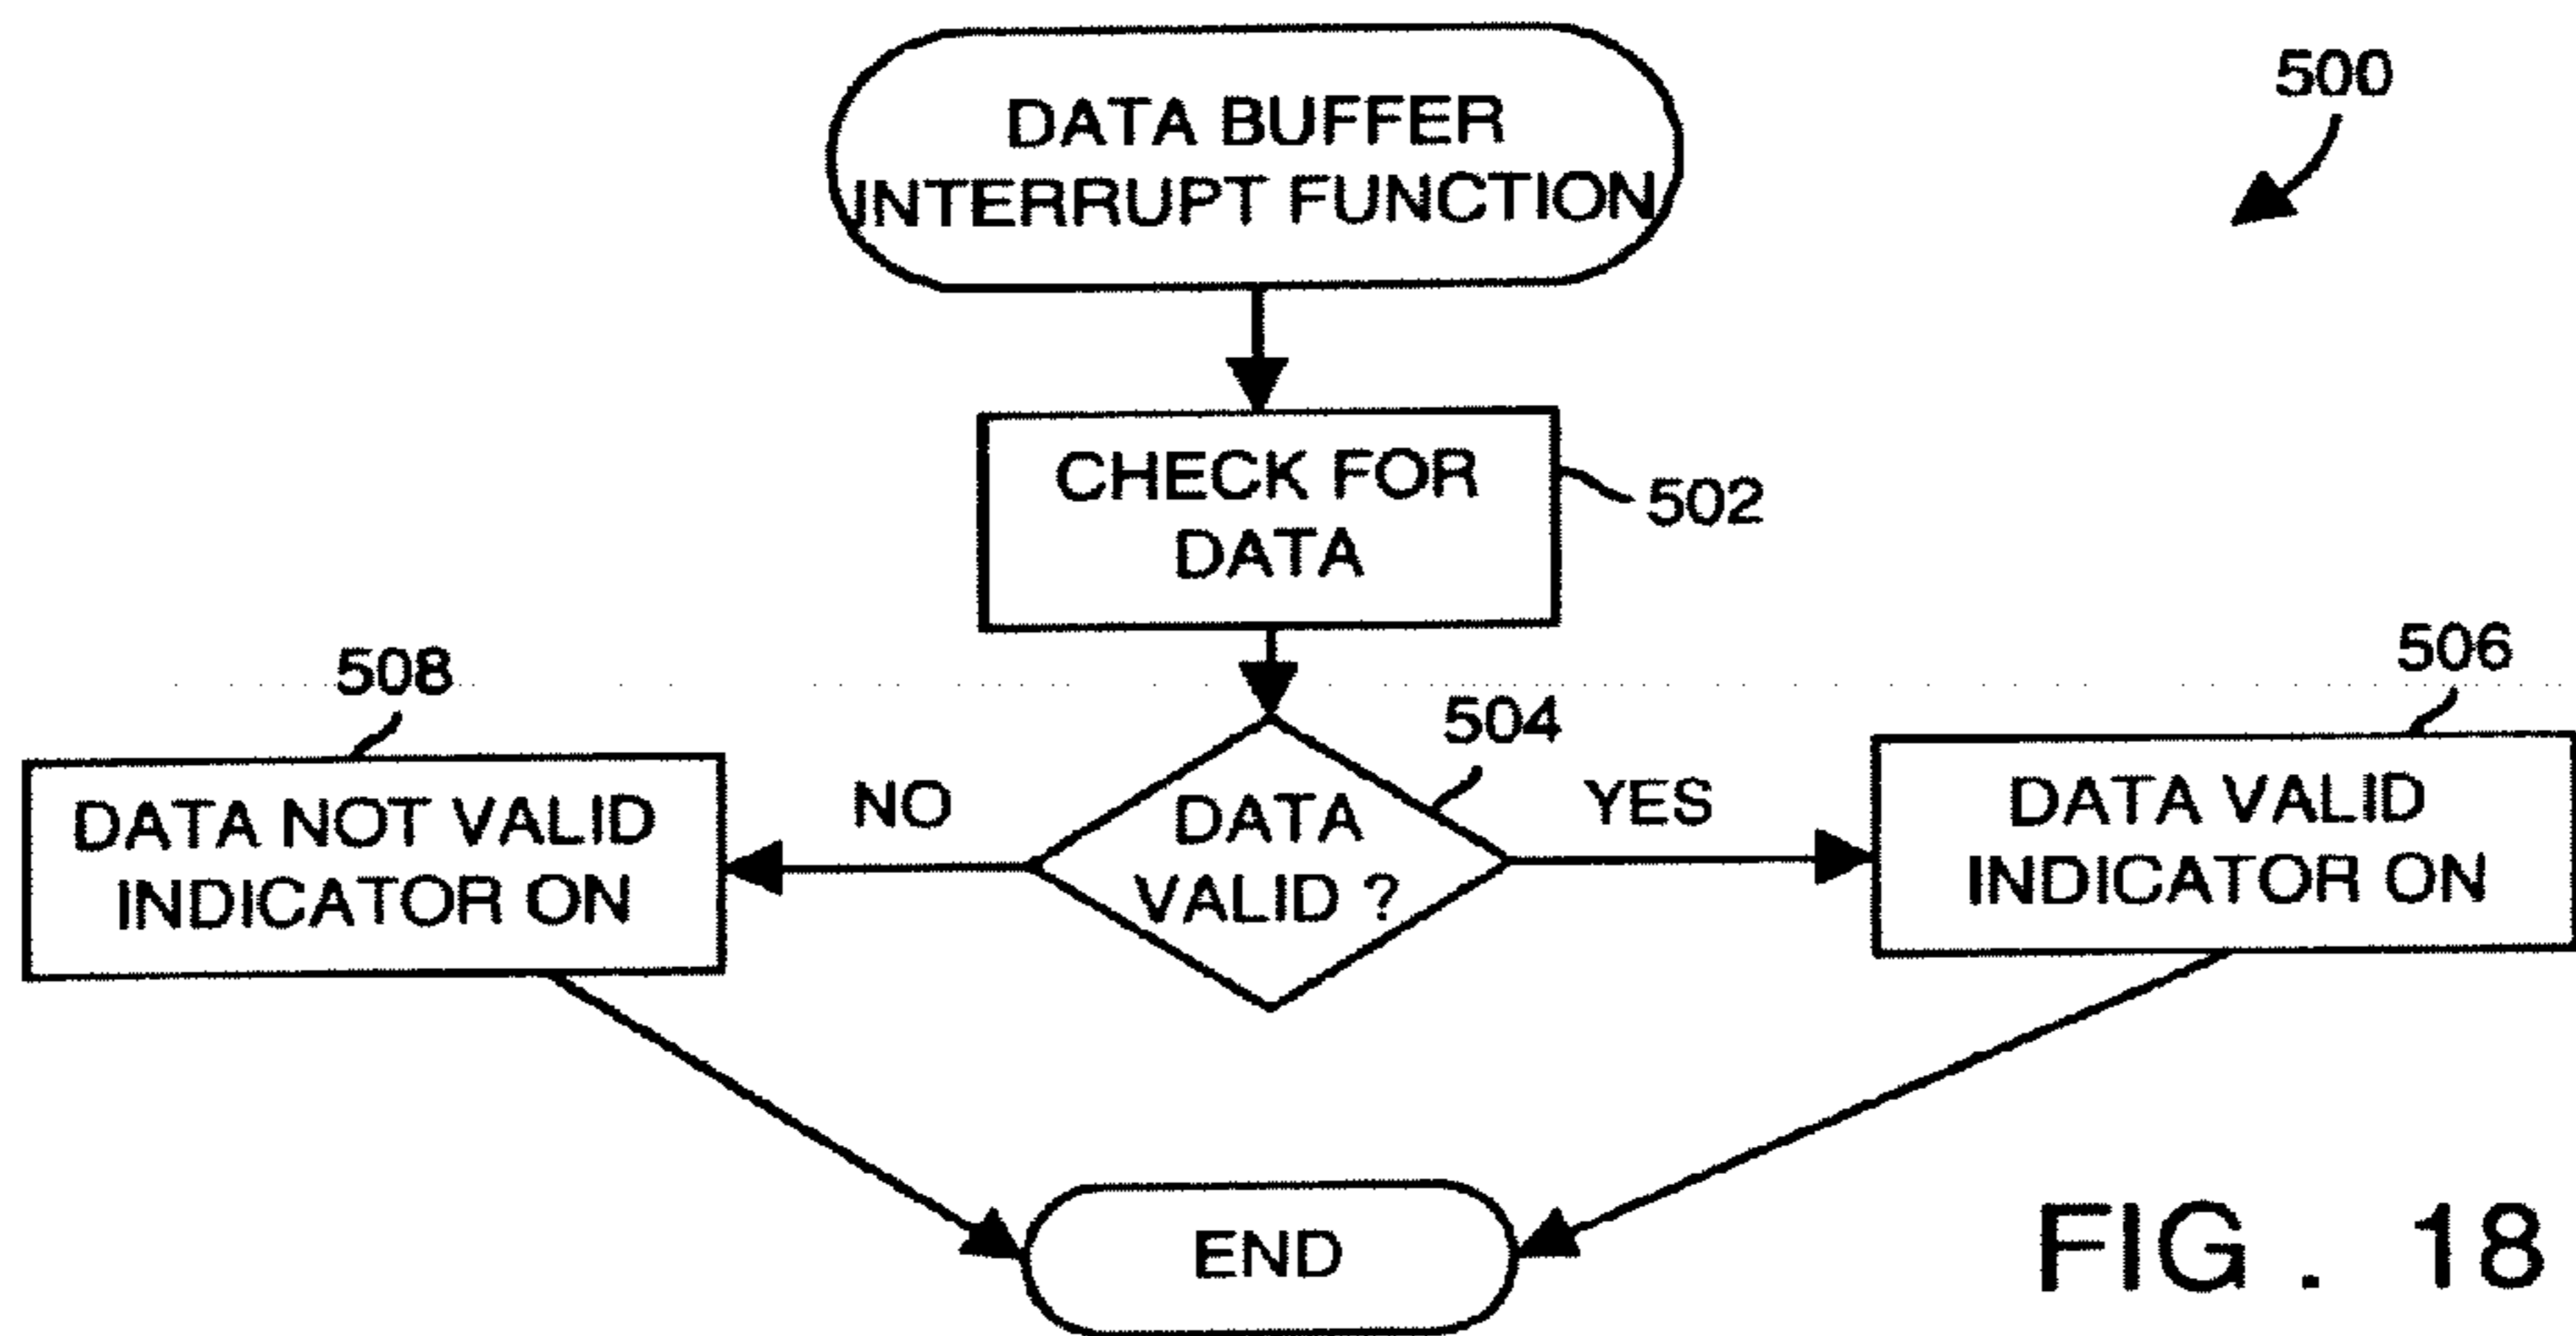 DATA BUFFER
INTERRUPT FUNCTION
500
CHECK FOR
DATA
502
508
506
504
DATA NOT VALID
INDICATOR ON
NO
DATA
VALID ?
YES
DATA VALID
INDICATOR ON
END
FIG . 18